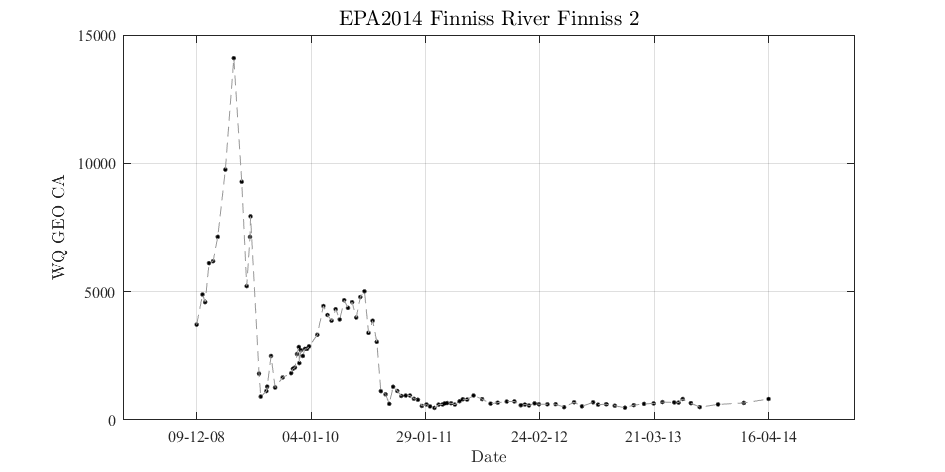 EPA2014 Finniss River Finniss 2
15000
10000
5000
0
WQ GEO CA
09-12-08 04-01-10 29-01-11 24-02-12 21-03-13 16-04-14
Date